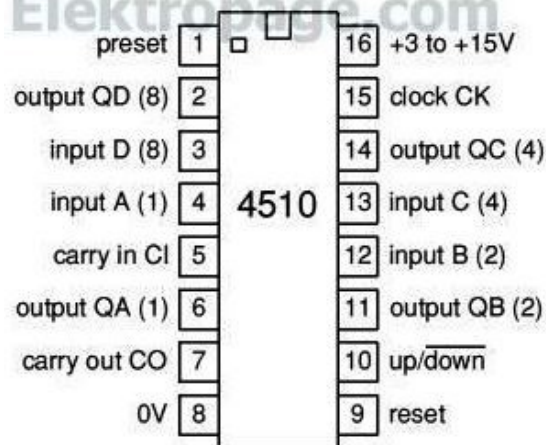 Elektropage.com
preset 1 16 +3 to +15V
output QD (8) 2 15 clock CK
input D (8) 3 14 output QC (4)
input A (1) 4 4510 13 input C (4)
carry in CI 5 12 input B (2)
output QA (1) 6 11 output QB (2)
carry out CO 7 10 up/down
0V 8 9 reset